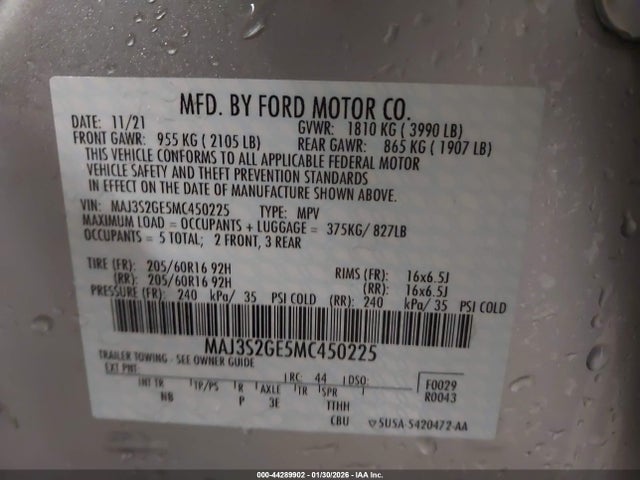 MFD. BY FORD MOTOR CO.
DATE: 11/21 GVWR: 1810 KG ( 3990 LB)
FRONT GAWR: 955 KG ( 2105 LB) REAR GAWR: 865 KG ( 1907 LB)
THIS VEHICLE CONFORMS TO ALL APPLICABLE FEDERAL MOTOR
VEHICLE SAFETY AND THEFT PREVENTION STANDARDS
IN EFFECT ON THE DATE OF MANUFACTURE SHOWN ABOVE.
VIN: MAJ3S2GE5MC450225 TYPE: MPV
MAXIMUM LOAD = OCCUPANTS + LUGGAGE = 375KG/ 827LB
OCCUPANTS = 5 TOTAL; 2 FRONT, 3 REAR
TIRE (FR): 205/60R16 92H RIMS (FR): 16x6.5J
(RR): 205/60R16 92H (RR): 16x6.5J
PRESSURE (FR): 240 kPa/ 35 PSI COLD (RR): 240 kPa/ 35 PSI COLD
MAJ3S2GE5MC450225
TRAILER TOWING - SEE OWNER GUIDE
EXT PNT: RC: 44 DSO: F0029
INT TR TP/PS R AXLE TR SPR R0043
N8 P 3E TTHH
CBU SU5A-S420472-AA
000-44289902 - 01/30/2026 - IAA Inc.